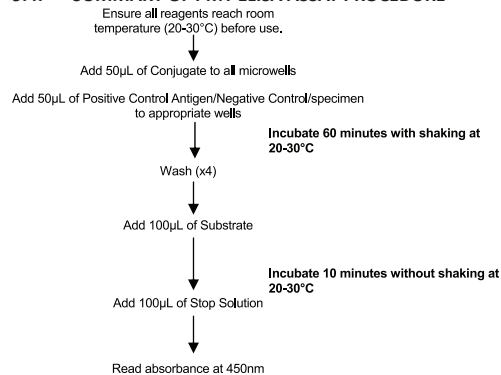 Ensure all reagents reach room
temperature (20-30°C) before use.
Add 50µL of Conjugate to all microwells
Add 50µL of Positive Control Antigen/Negative Control/specimen
to appropriate wells
Incubate 60 minutes with shaking at
20-30°C
Wash (x4)
Add 100µL of Substrate
Incubate 10 minutes without shaking at
20-30°C
Add 100µL of Stop Solution
Read absorbance at 450nm